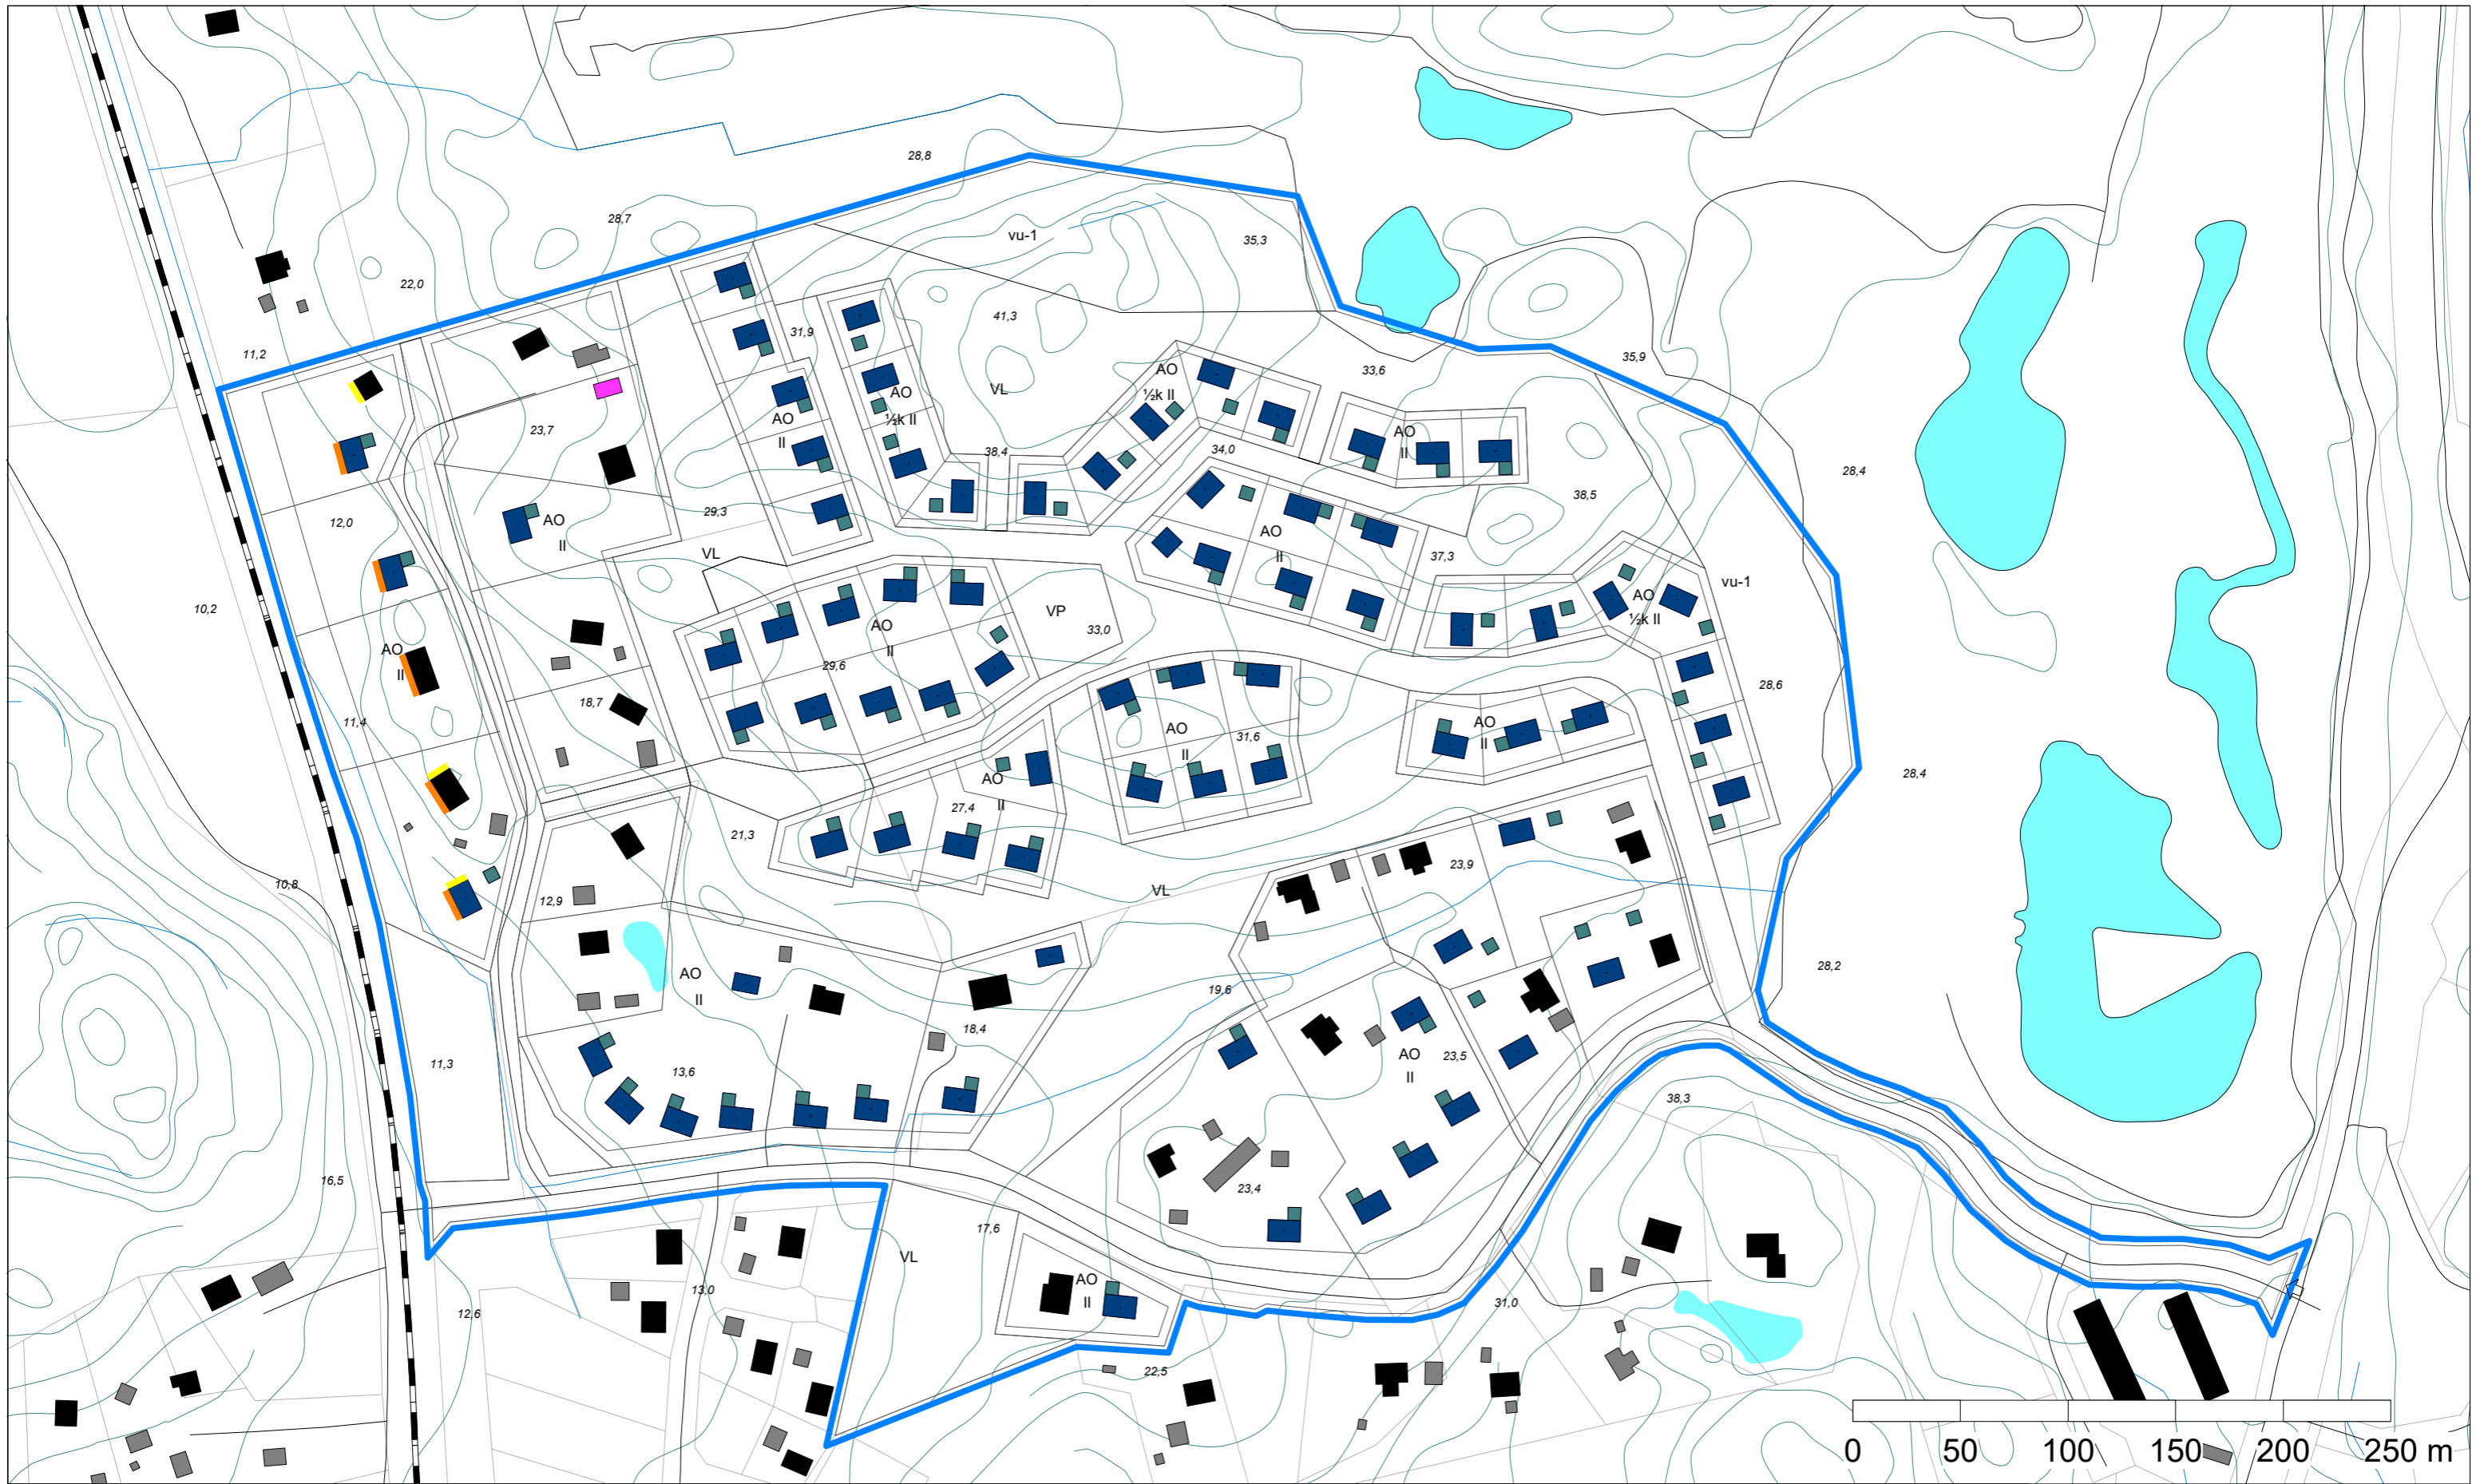 28,8
28,7
vu-1
35,3
22,0
11,2
31,9
41,3
35,9
33,6
AO
½k II
VL
AO
½k II
AO
II
AO
II
23,7
38,4
34,0
28,4
38,5
12,0
29,3
AO
II
AO
II
VL
37,3
vu-1
10,2
AO
½k II
VP
33,0
AO
II
29,6
AO
II
28,6
18,7
11,4
AO
II
31,6
AO
II
28,4
AO
II
27,4
21,3
23,9
10,8
VL
12,9
AO
II
28,2
19,6
18,4
11,3
13,6
AO
II
23,5
38,3
16,5
23,4
17,6
VL
AO
II
13,0
12,6
31,0
22,5
0 50 100 150 200 250 m